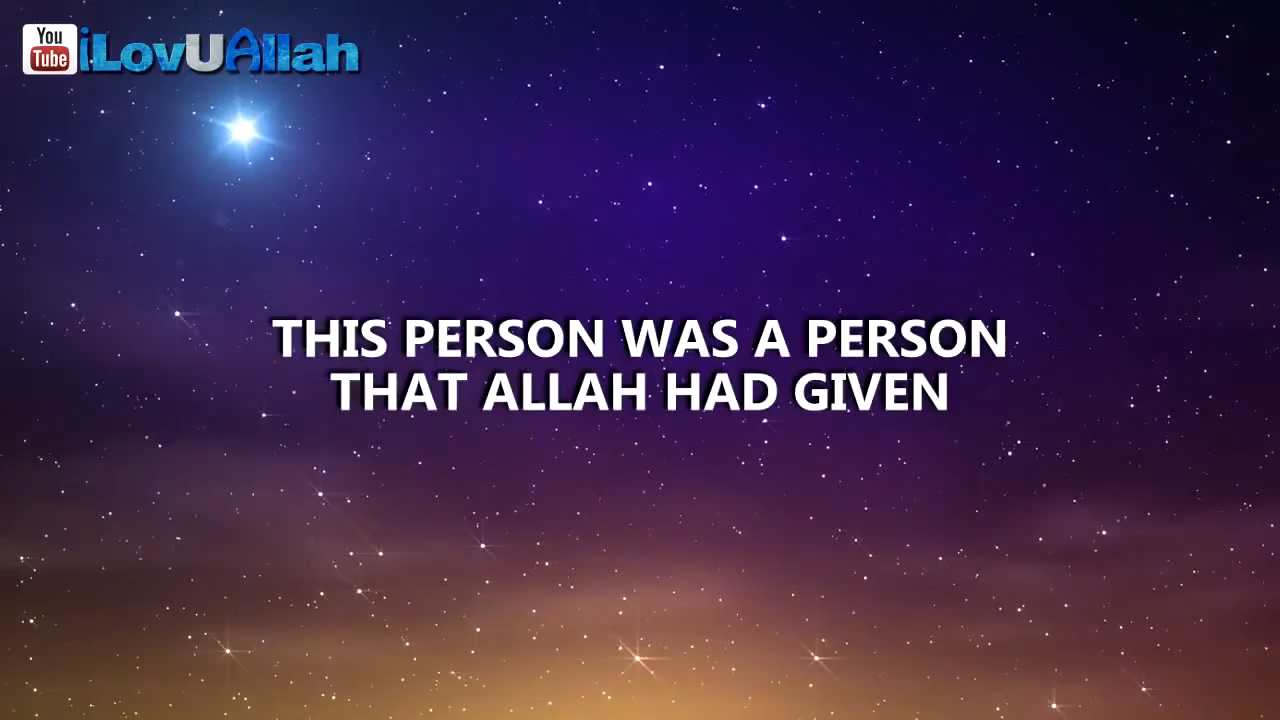 You
Tube
iLovUAllah
THIS PERSON WAS A PERSON
THAT ALLAH HAD GIVEN